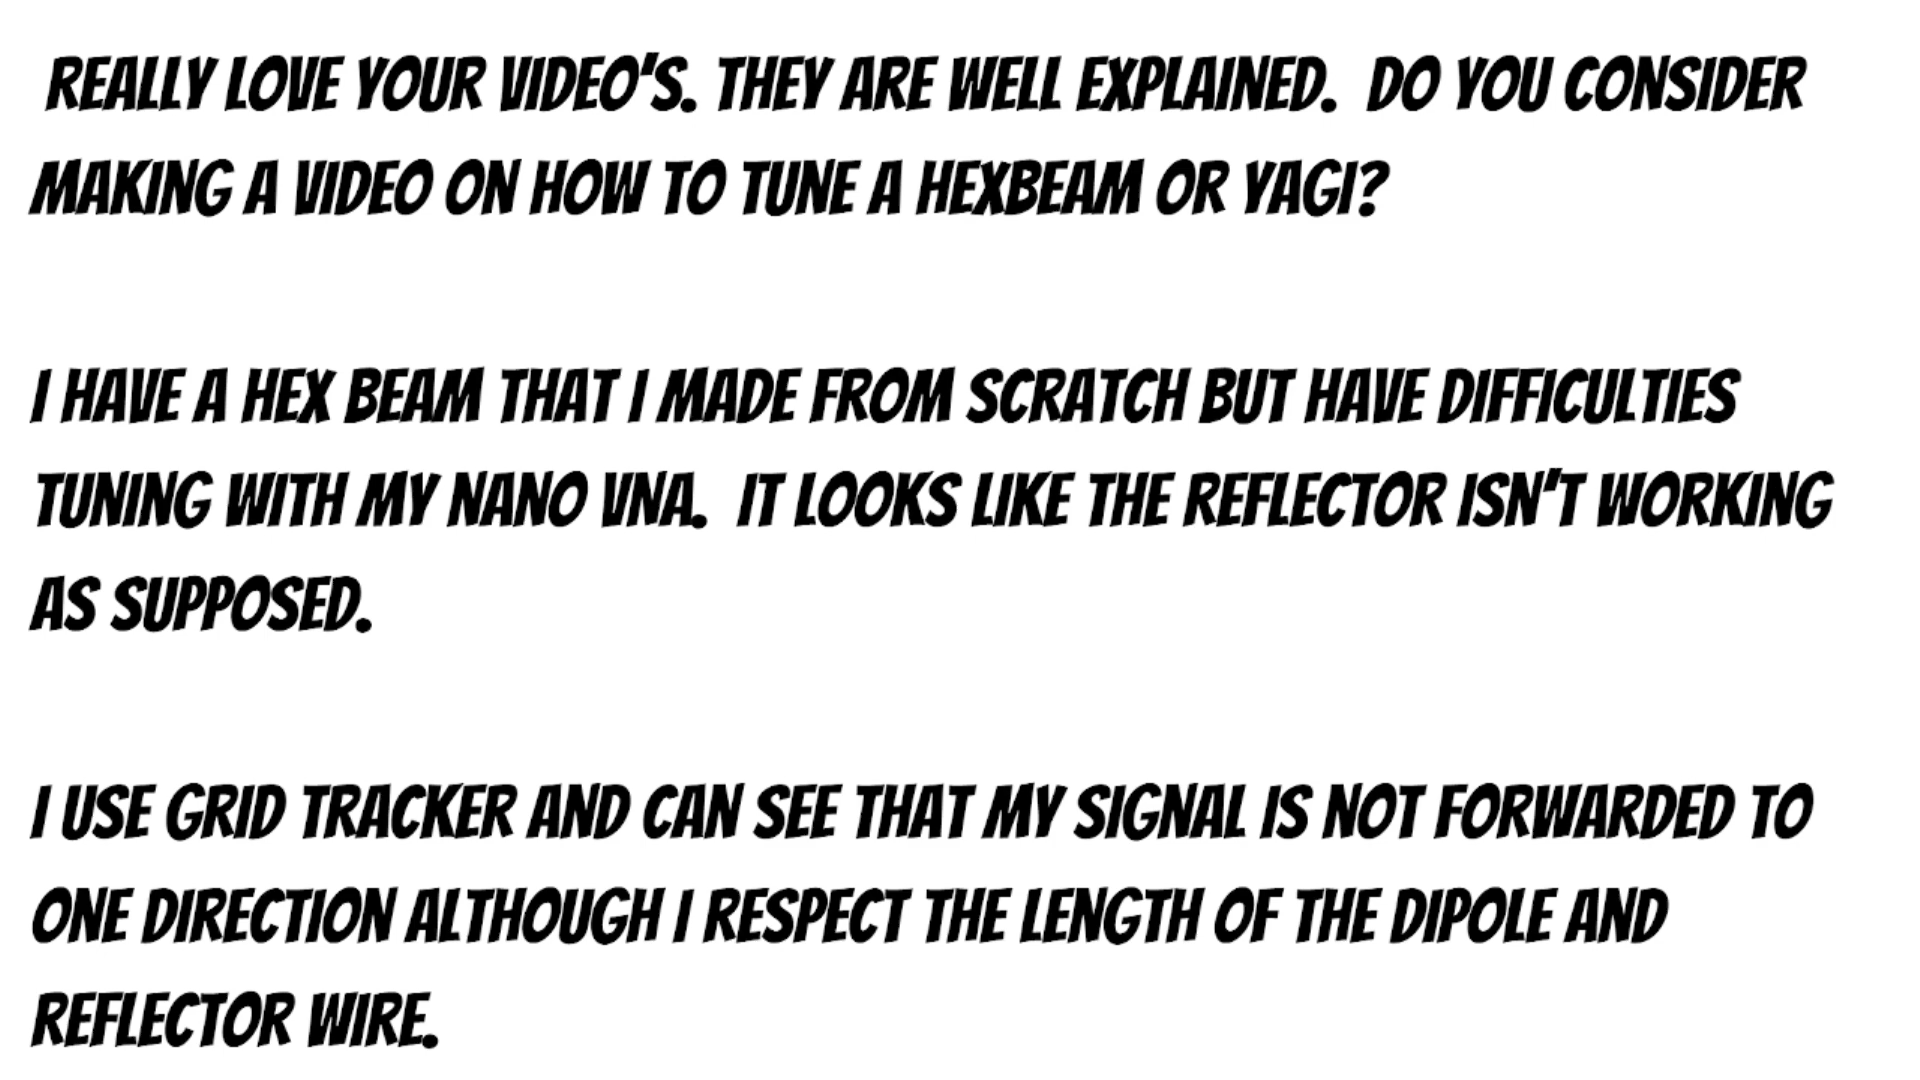 REALLY LOVE YOUR VIDEO'S. THEY ARE WELL EXPLAINED. DO YOU CONSIDER
MAKING A VIDEO ON HOW TO TUNE A HEXBEAM OR YAGI?
I HAVE A HEX BEAM THAT I MADE FROM SCRATCH BUT HAVE DIFFICULTIES
TUNING WITH MY NANO VNA. IT LOOKS LIKE THE REFLECTOR ISN'T WORKING
AS SUPPOSED.
I USE GRID TRACKER AND CAN SEE THAT MY SIGNAL IS NOT FORWARDED TO
ONE DIRECTION ALTHOUGH I RESPECT THE LENGTH OF THE DIPOLE AND
REFLECTOR WIRE.